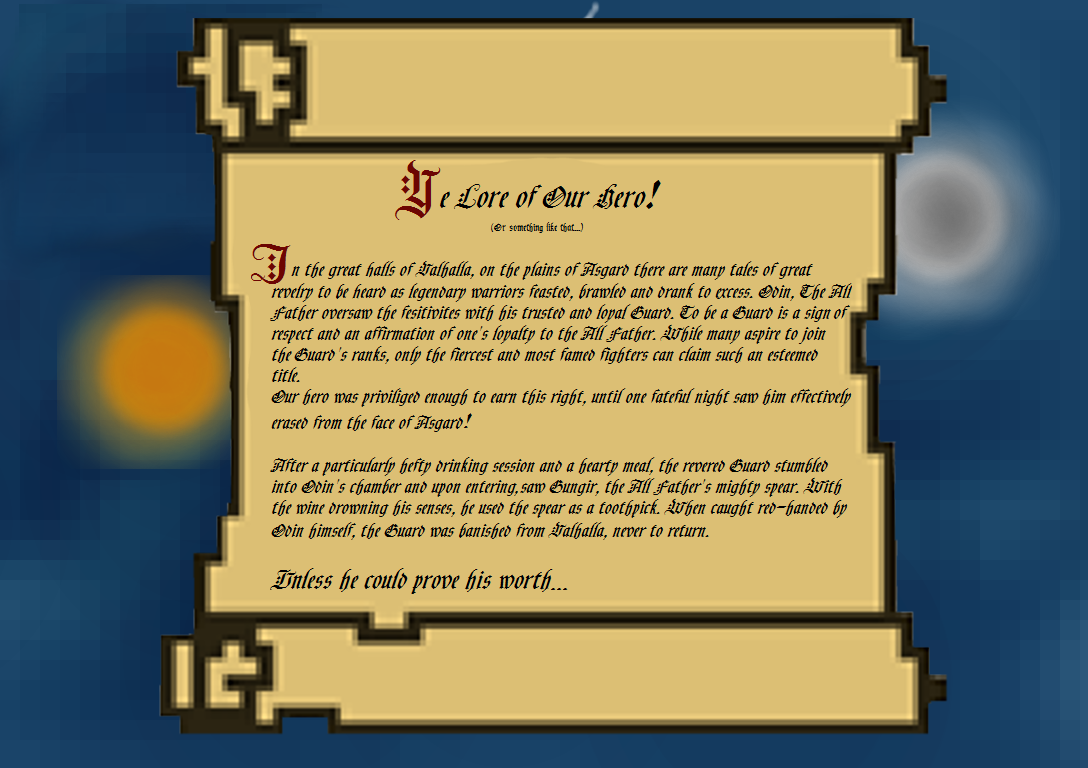 Ye Lore of Our Hero!
(Or something like that...)
In the great halls of Valhalla, on the plains of Asgard there are many tales of great
revelry to be heard as legendary warriors feasted, brawled and drank to excess. Odin, The All
Father oversaw the fesitivites with his trusted and loyal Guard. To be a Guard is a sign of
respect and an affirmation of one's loyalty to the All Father. While many aspire to join
the Guard's ranks, only the fiercest and most famed fighters can claim such an esteemed
title.
Our hero was priviliged enough to earn this right, until one fateful night saw him effectively
erased from the face of Asgard!
After a particularly hefty drinking session and a hearty meal, the revered Guard stumbled
into Odin's chamber and upon entering,saw Gungir, the All Father's mighty spear. With
the wine drowning his senses, he used the spear as a toothpick. When caught red-handed by
Odin himself, the Guard was banished from Valhalla, never to return.
Unless he could prove his worth...